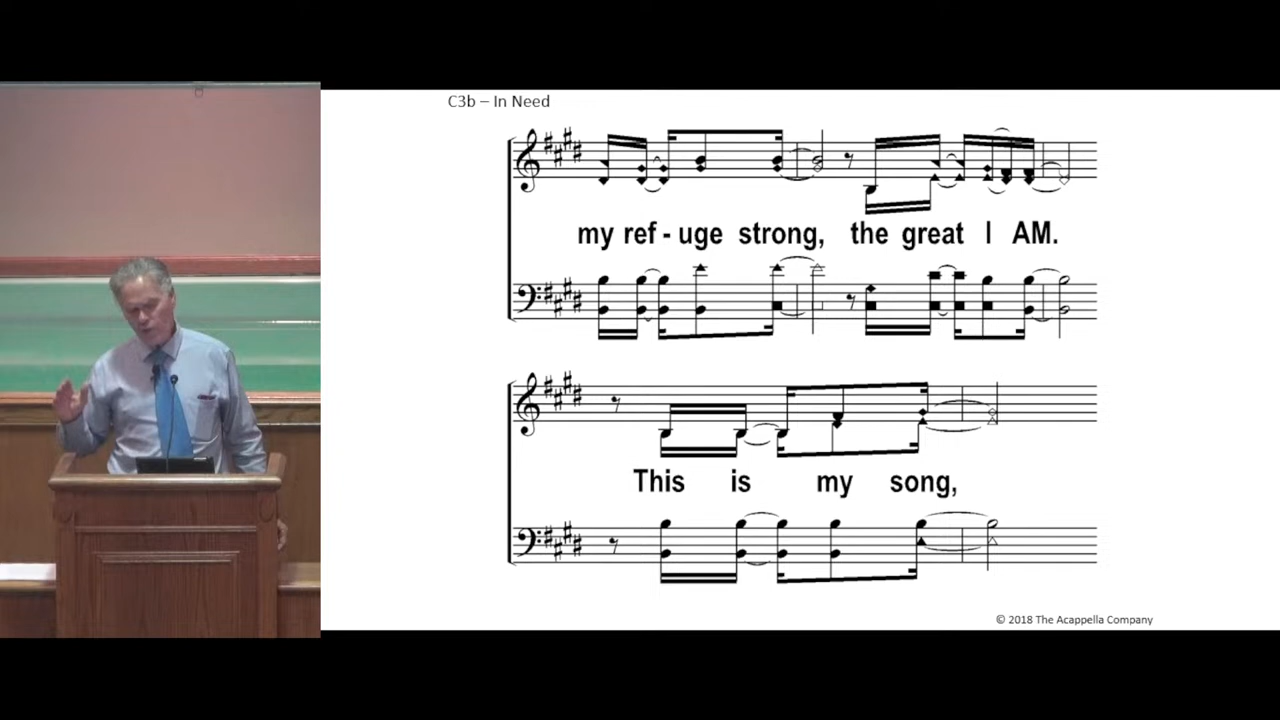 C3b – In Need
my ref - uge strong, the great I AM.
This is my song,
© 2018 The Acappella Company